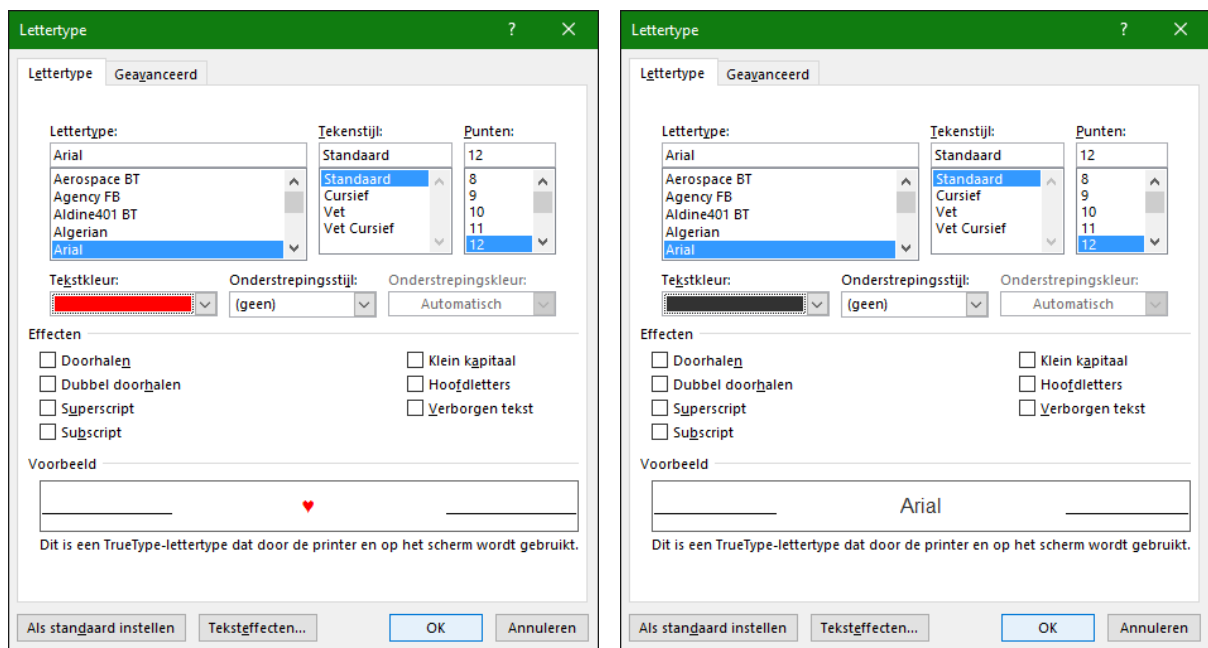 Lettertype ? ×
Lettertype Geavanceerd
Lettertype: Tekenstijl: Punten:
Arial Standaard 12
Aerospace BT Standaard 8
Agency FB Cursief 9
Aldine401 BT Vet 10
Algerian Vet Cursief 11
Arial 12
Tekstkleur: Onderstrepingsstijl: Onderstrepingskleur:
(geen) Automatisch
Effecten
Doorhalen Klein kapitaal
Dubbel doorhalen Hoofdletters
Superscript Verborgen tekst
Subscript
Voorbeeld
♥
Dit is een TrueType-lettertype dat door de printer en op het scherm wordt gebruikt.
Als standaard instellen Teksteffecten... OK Annuleren
Lettertype ? ×
Lettertype Geavanceerd
Lettertype: Tekenstijl: Punten:
Arial Standaard 12
Aerospace BT Standaard 8
Agency FB Cursief 9
Aldine401 BT Vet 10
Algerian Vet Cursief 11
Arial 12
Tekstkleur: Onderstrepingsstijl: Onderstrepingskleur:
(geen) Automatisch
Effecten
Doorhalen Klein kapitaal
Dubbel doorhalen Hoofdletters
Superscript Verborgen tekst
Subscript
Voorbeeld
Arial
Dit is een TrueType-lettertype dat door de printer en op het scherm wordt gebruikt.
Als standaard instellen Teksteffecten... OK Annuleren